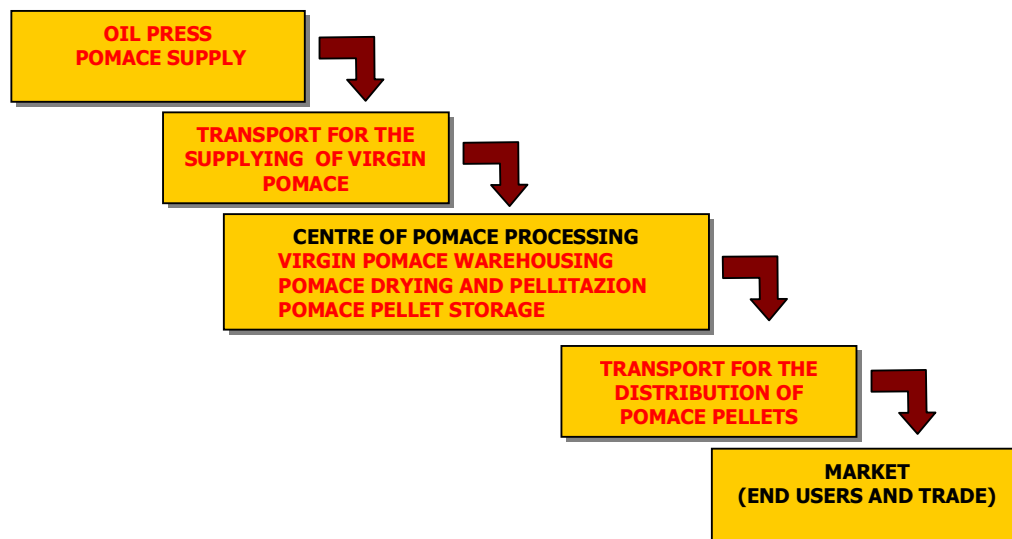 OIL PRESS
POMACE SUPPLY
TRANSPORT FOR THE
SUPPLYING OF VIRGIN
POMACE
CENTRE OF POMACE PROCESSING
VIRGIN POMACE WAREHOUSING
POMACE DRYING AND PELLITAZION
POMACE PELLET STORAGE
TRANSPORT FOR THE
DISTRIBUTION OF
POMACE PELLETS
MARKET
(END USERS AND TRADE)